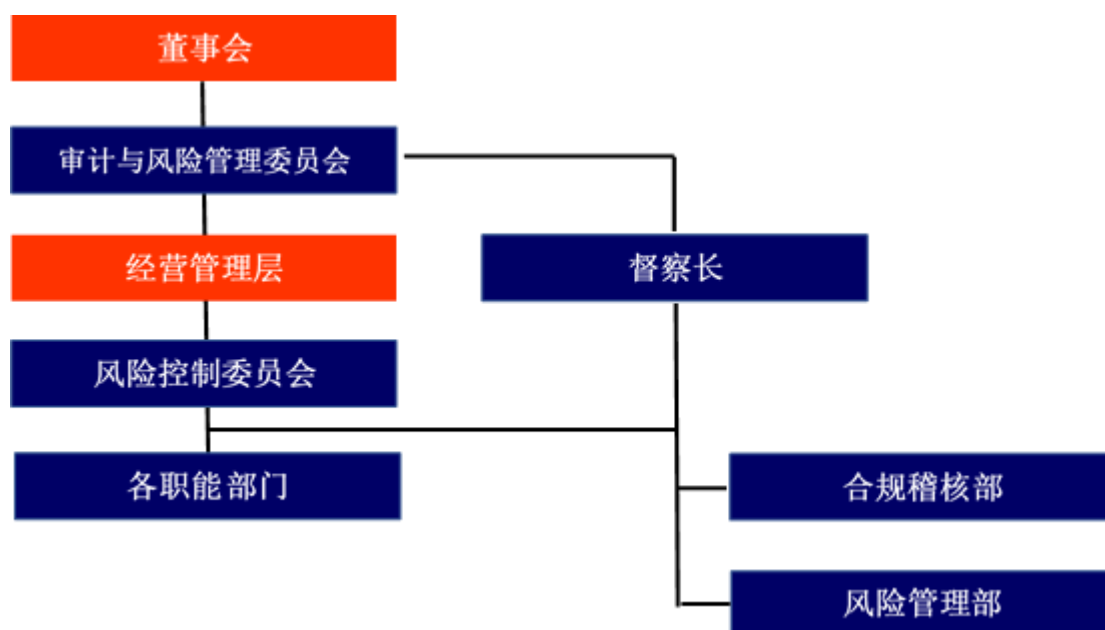 董事会
审计与风险管理委员会
经营管理层
督察长
风险控制委员会
各职能部门
合规稽核部
风险管理部